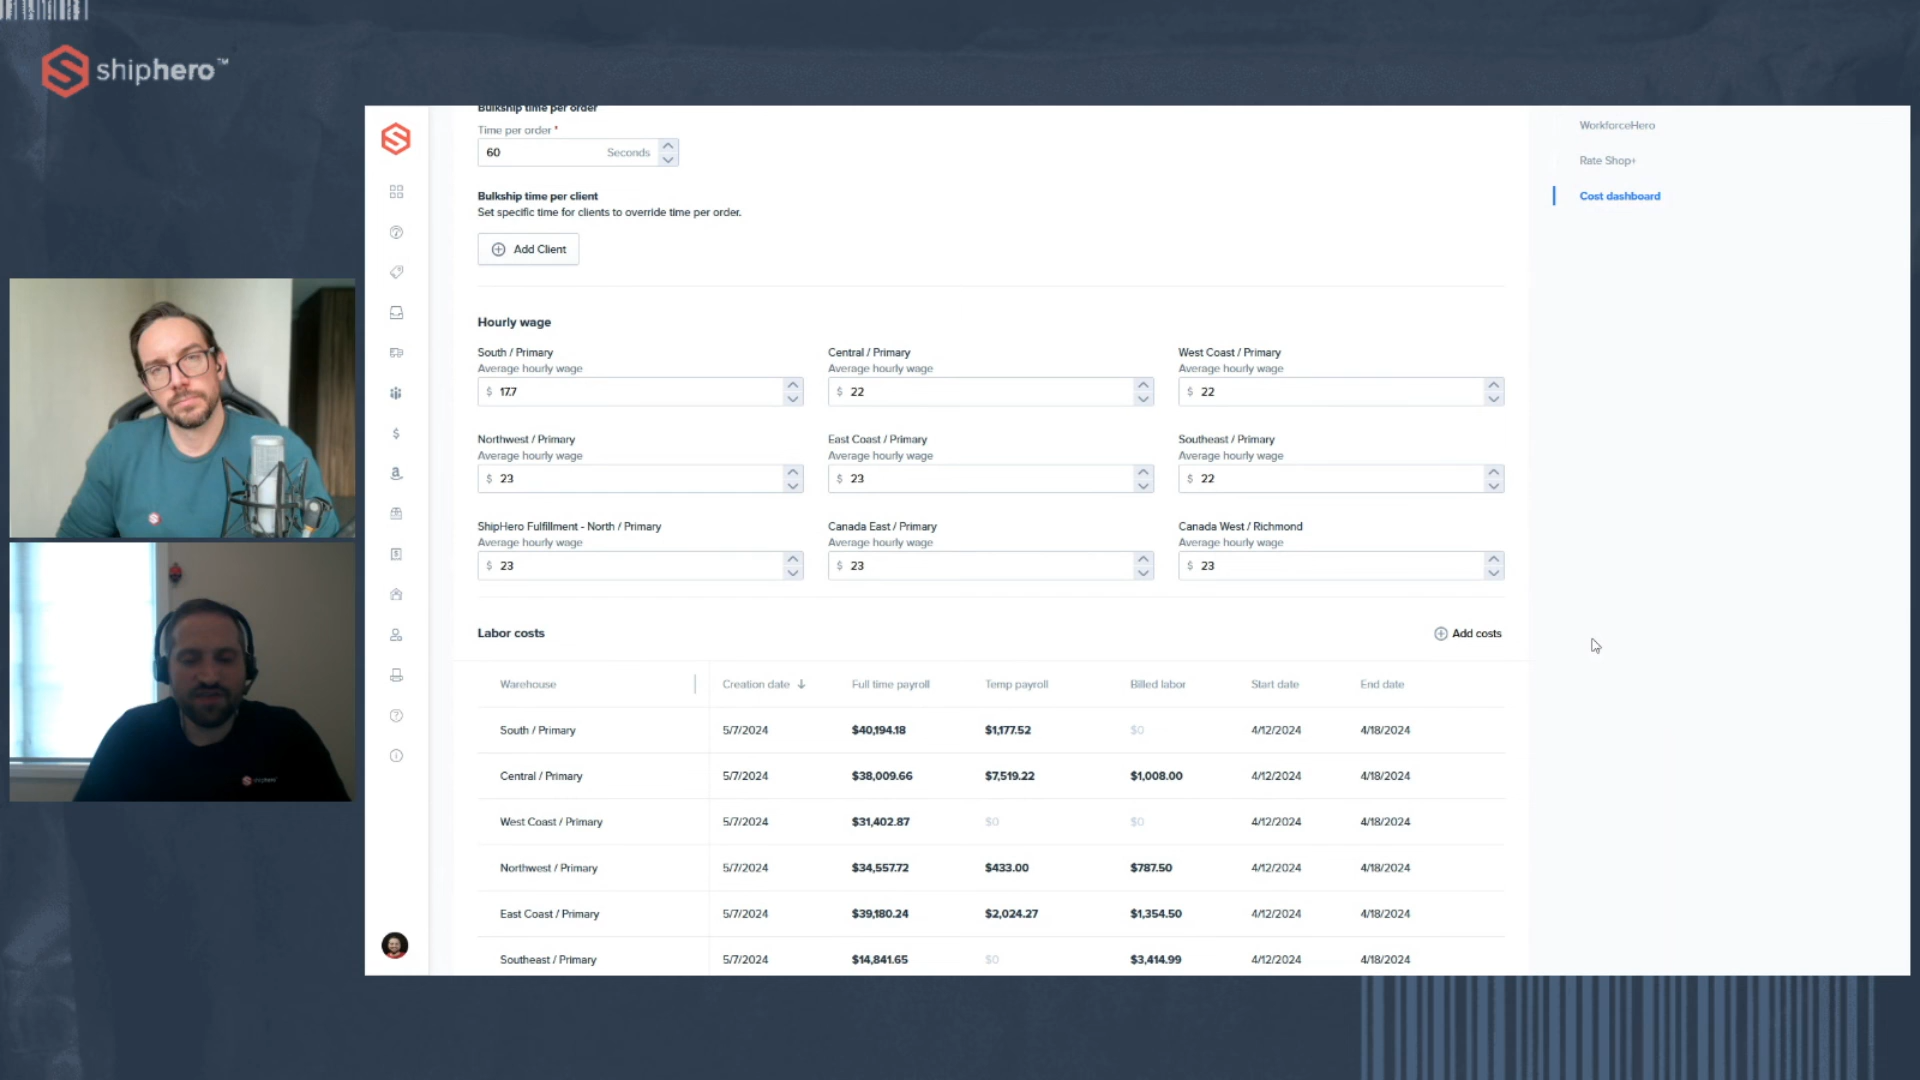 shiphero™
Bulkship time per order
Time per order *
60 Seconds
Bulkship time per client
Set specific time for clients to override time per order.
Add Client
Hourly wage
South / Primary
Average hourly wage
$ 17.7
Central / Primary
Average hourly wage
$ 22
West Coast / Primary
Average hourly wage
$ 22
Northwest / Primary
Average hourly wage
$ 23
East Coast / Primary
Average hourly wage
$ 23
Southeast / Primary
Average hourly wage
$ 22
ShipHero Fulfillment - North / Primary
Average hourly wage
$ 23
Canada East / Primary
Average hourly wage
$ 23
Canada West / Richmond
Average hourly wage
$ 23
Labor costs
Add costs
Warehouse Creation date Full time payroll Temp payroll Billed labor Start date End date
South / Primary 5/7/2024 $40,194.18 $1,177.52 $0 4/12/2024 4/18/2024
Central / Primary 5/7/2024 $38,009.66 $7,519.22 $1,008.00 4/12/2024 4/18/2024
West Coast / Primary 5/7/2024 $31,402.87 $0 $0 4/12/2024 4/18/2024
Northwest / Primary 5/7/2024 $34,557.72 $433.00 $787.50 4/12/2024 4/18/2024
East Coast / Primary 5/7/2024 $39,180.24 $2,024.27 $1,354.50 4/12/2024 4/18/2024
Southeast / Primary 5/7/2024 $14,841.65 $0 $3,414.99 4/12/2024 4/18/2024
WorkforceHero
Rate Shop+
Cost dashboard
shiphero